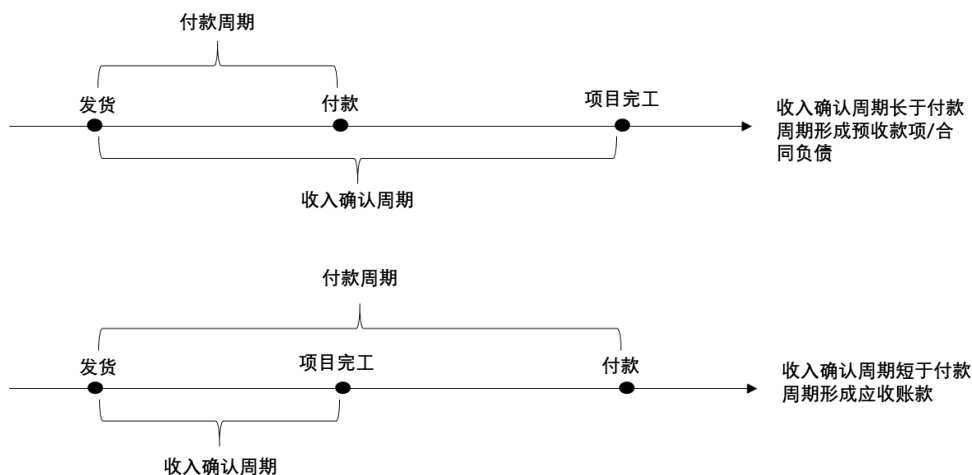 付款周期
发货
付款
项目完工
收入确认周期长于付款
周期形成预收款项/合
同负债
收入确认周期
付款周期
发货
项目完工
付款
收入确认周期短于付款
周期形成应收账款
收入确认周期